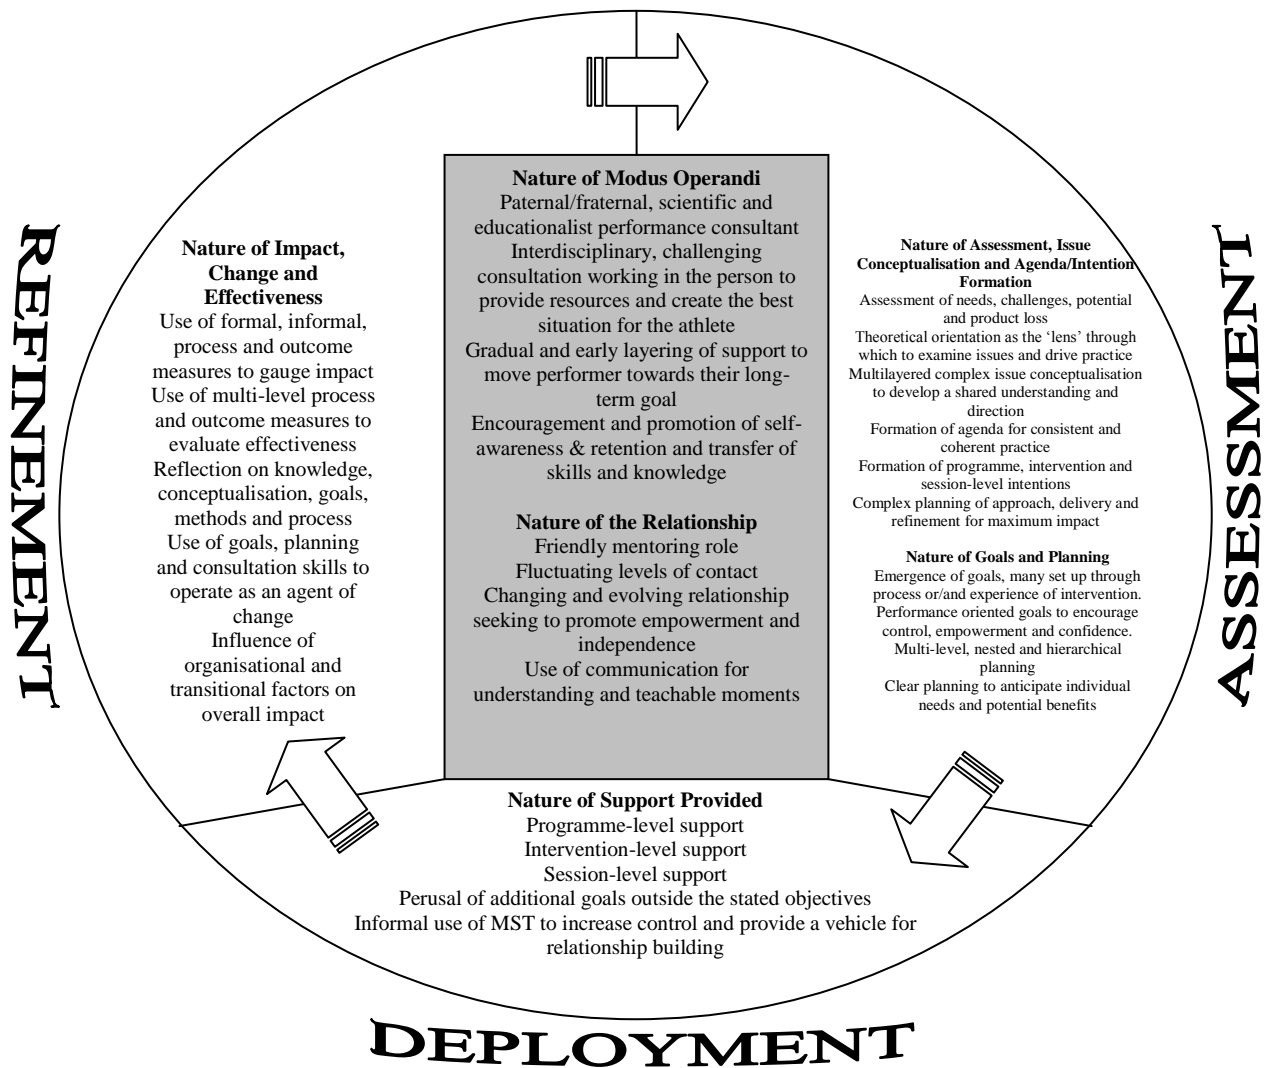 REFINEMENT
Nature of Impact,
Change and
Effectiveness
Use of formal, informal,
process and outcome
measures to gauge impact
Use of multi-level process
and outcome measures to
evaluate effectiveness
Reflection on knowledge,
conceptualisation, goals,
methods and process
Use of goals, planning
and consultation skills to
operate as an agent of
change
Influence of
organisational and
transitional factors on
overall impact
Nature of Modus Operandi
Paternal/fraternal, scientific and
educationalist performance consultant
Interdisciplinary, challenging
consultation working in the person to
provide resources and create the best
situation for the athlete
Gradual and early layering of support to
move performer towards their long-
term goal
Encouragement and promotion of self-
awareness & retention and transfer of
skills and knowledge
Nature of the Relationship
Friendly mentoring role
Fluctuating levels of contact
Changing and evolving relationship
seeking to promote empowerment and
independence
Use of communication for
understanding and teachable moments
Nature of Assessment, Issue
Conceptualisation and Agenda/Intention
Formation
Assessment of needs, challenges, potential
and product loss
Theoretical orientation as the ‘lens’ through
which to examine issues and drive practice
Multilayered complex issue conceptualisation
to develop a shared understanding and
direction
Formation of agenda for consistent and
coherent practice
Formation of programme, intervention and
session-level intentions
Complex planning of approach, delivery and
refinement for maximum impact
Nature of Goals and Planning
Emergence of goals, many set up through
process or/and experience of intervention.
Performance oriented goals to encourage
control, empowerment and confidence.
Multi-level, nested and hierarchical
planning
Clear planning to anticipate individual
needs and potential benefits
ASSESSMENT
Nature of Support Provided
Programme-level support
Intervention-level support
Session-level support
Perusal of additional goals outside the stated objectives
Informal use of MST to increase control and provide a vehicle for
relationship building
DEPLOYMENT